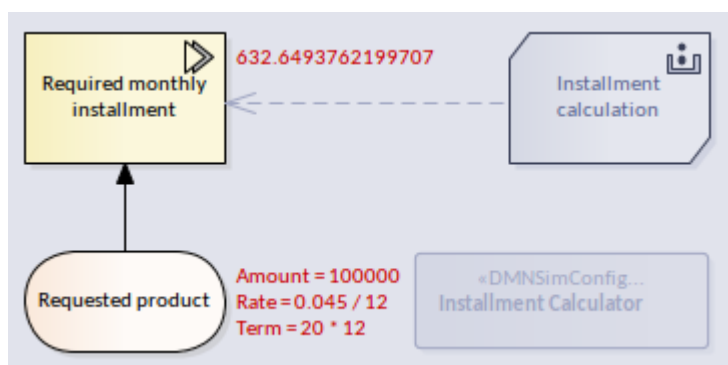 Required monthly
installment
632.6493762199707
Installment
calculation
Requested product
Amount = 100000
Rate = 0.045 / 12
Term = 20 * 12
«DMNSimConfig...
Installment Calculator